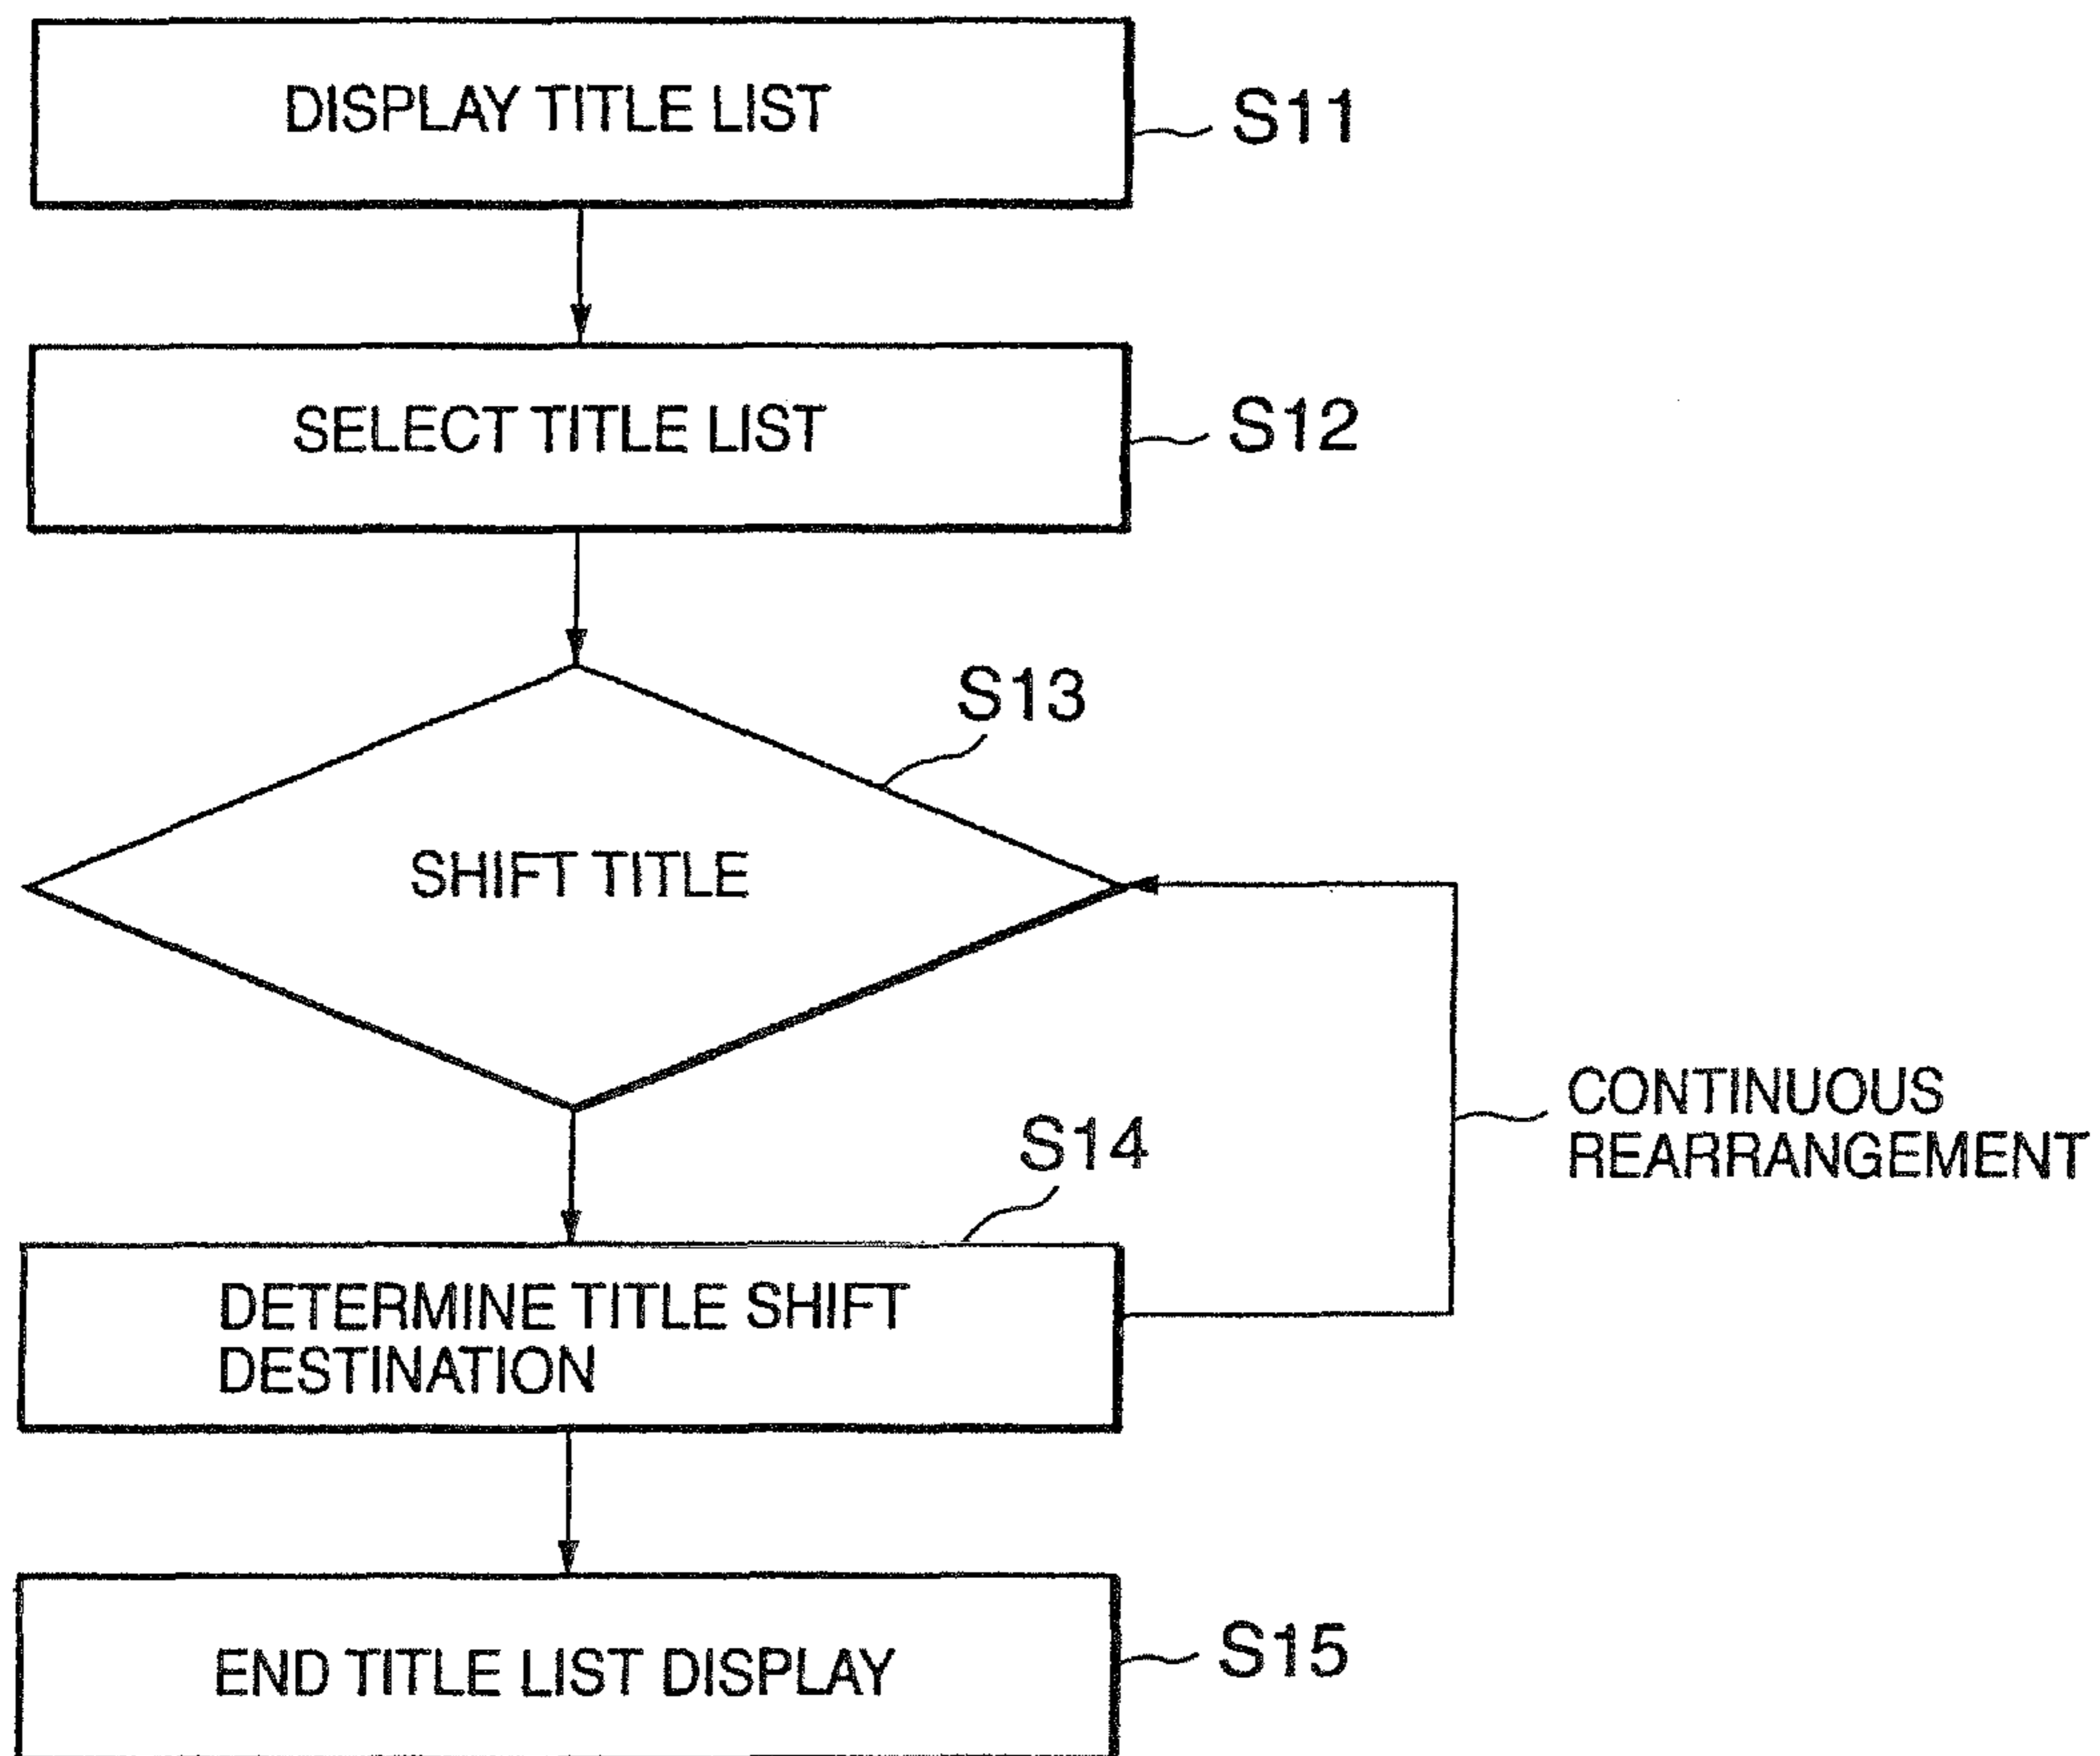 DISPLAY TITLE LIST
S11
SELECT TITLE LIST
S12
S13
SHIFT TITLE
CONTINUOUS
REARRANGEMENT
S14
DETERMINE TITLE SHIFT
DESTINATION
END TITLE LIST DISPLAY
S15